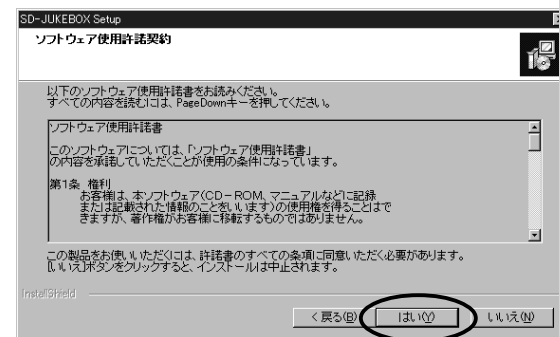 SD-JUKEBOX Setup
ソフトウェア使用許諾契約
以下のソフトウェア使用許諾書をお読みください。
すべての内容を読むには、PageDownキーを押してください。
ソフトウェア使用許諾書
このソフトウェアについては、「ソフトウェア使用許諾書」
の内容を承諾していただくことが使用の条件になっています。
第1条 権利
お客様は、本ソフトウェア(CD-ROM、マニュアルなどに記録
または記載された情報のことをいいます)の使用権を得ることはで
きますが、著作権がお客様に移転するものではありません。
この製品をお使いいただくには、許諾書のすべての条項に同意いただく必要があります。
[いいえ]ボタンをクリックすると、インストールは中止されます。
InstallShield
< 戻る(B) はい(Y) いいえ(N)